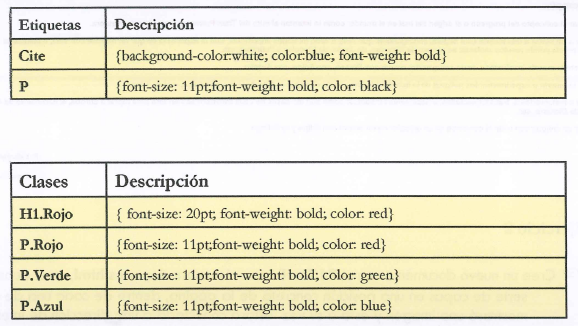 Etiquetas Descripción
Cite {background-color:white; color:blue; font-weight: bold}
P {font-size: 11pt;font-weight: bold; color: black}
Clases Descripción
H1.Rojo { font-size: 20pt; font-weight: bold; color: red}
P.Rojo {font-size: 11pt;font-weight: bold; color: red}
P.Verde {font-size: 11pt;font-weight: bold; color: green}
P.Azul {font-size: 11pt;font-weight: bold; color: blue}